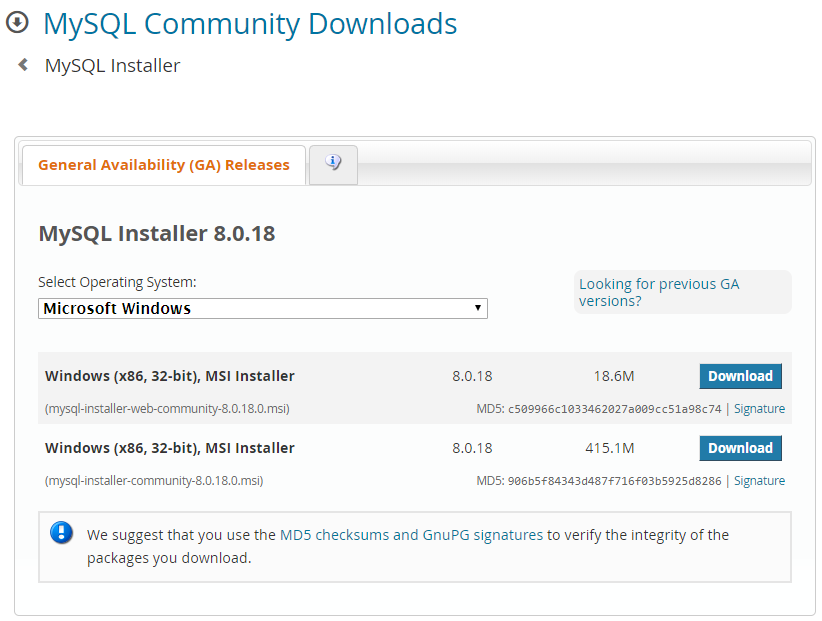 MySQL Community Downloads
MySQL Installer
General Availability (GA) Releases
MySQL Installer 8.0.18
Select Operating System:
Looking for previous GA
versions?
Microsoft Windows
Windows (x86, 32-bit), MSI Installer 8.0.18 18.6M Download
(mysql-installer-web-community-8.0.18.0.msi) MD5: c509966c1033462027a009cc51a98c74 | Signature
Windows (x86, 32-bit), MSI Installer 8.0.18 415.1M Download
(mysql-installer-community-8.0.18.0.msi) MD5: 906b5f84343d487f716f03b5925d8286 | Signature
We suggest that you use the MD5 checksums and GnuPG signatures to verify the integrity of the
packages you download.